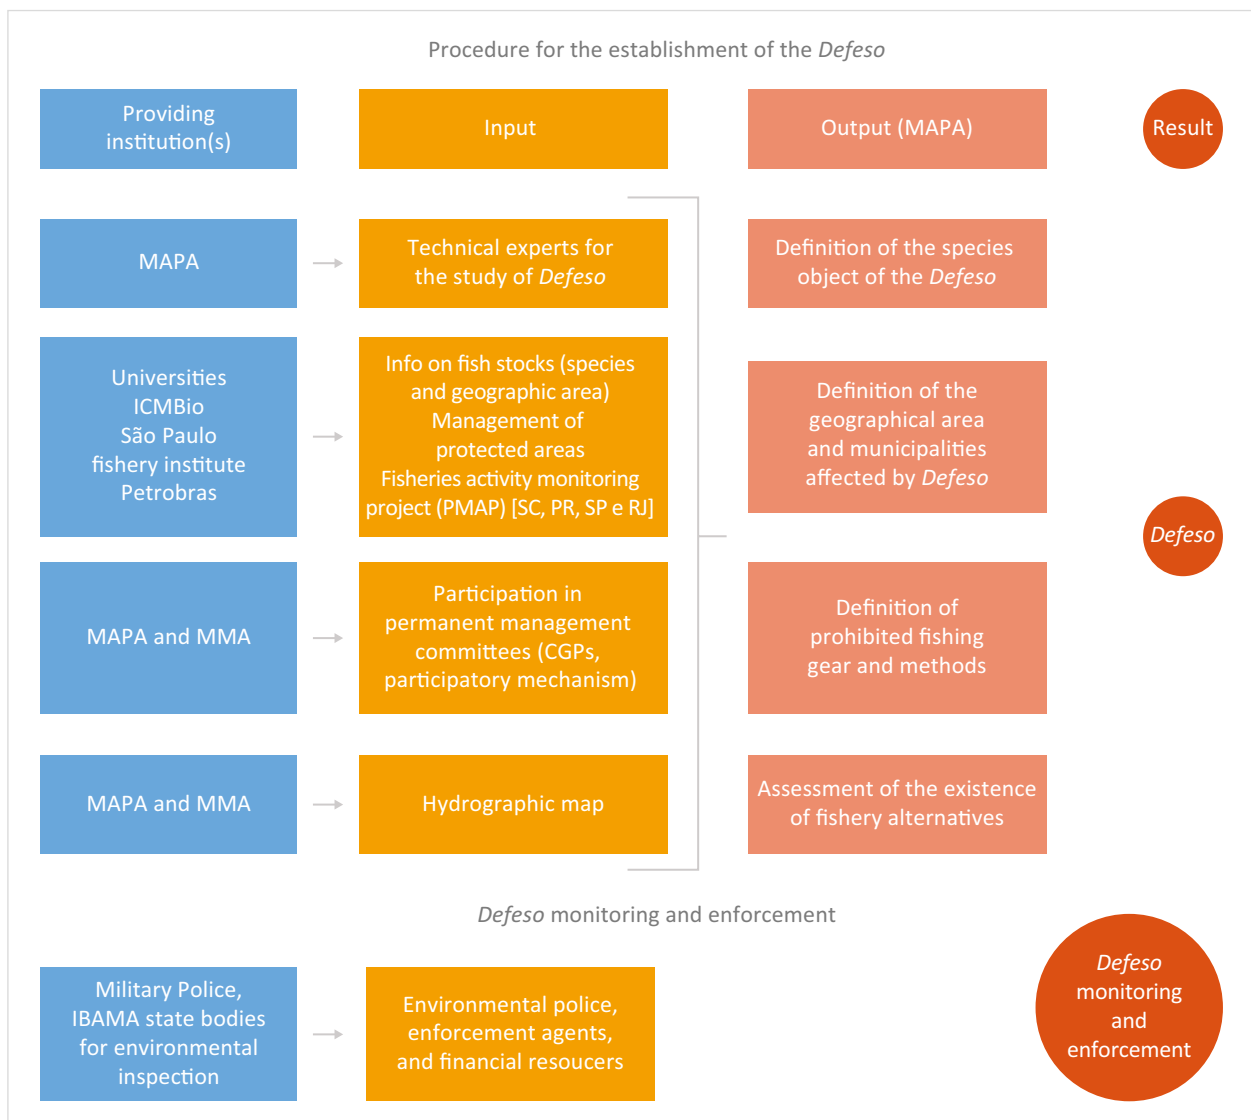 Procedure for the establishment of the Defeso
Providing
institution(s)
Input
Output (MAPA)
Result
MAPA
Technical experts for
the study of Defeso
Definition of the species
object of the Defeso
Universities
ICMBio
São Paulo
fishery institute
Petrobras
Info on fish stocks (species
and geographic area)
Management of
protected areas
Fisheries activity monitoring
project (PMAP) [SC, PR, SP e RJ]
Definition of the
geographical area
and municipalities
affected by Defeso
Defeso
MAPA and MMA
Participation in
permanent management
committees (CGPs,
participatory mechanism)
Definition of
prohibited fishing
gear and methods
MAPA and MMA
Hydrographic map
Assessment of the existence
of fishery alternatives
Defeso monitoring and enforcement
Military Police,
IBAMA state bodies
for environmental
inspection
Environmental police,
enforcement agents,
and financial resoucers
Defeso
monitoring
and
enforcement